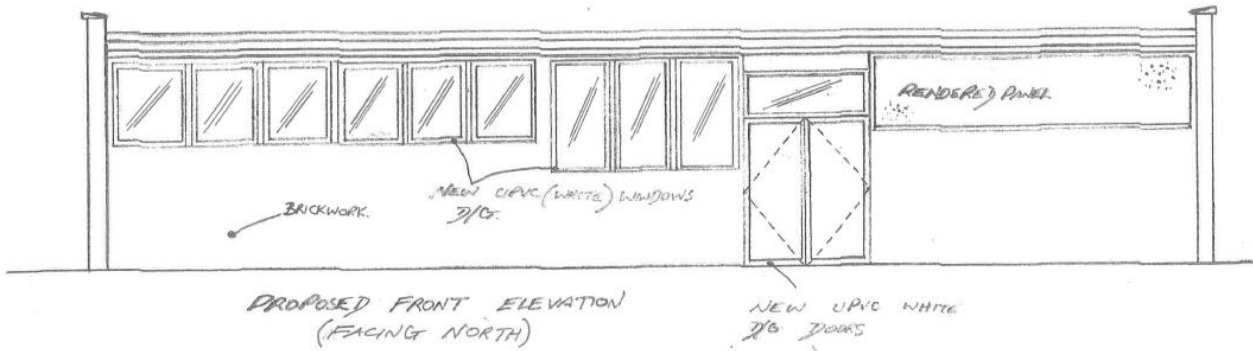 RENDERED PANEL
NEW UPVC (WHITE) WINDOWS
D/G.
BRICKWORK.
PROPOSED FRONT ELEVATION
(FACING NORTH)
NEW UPVC WHITE
D/G DOORS